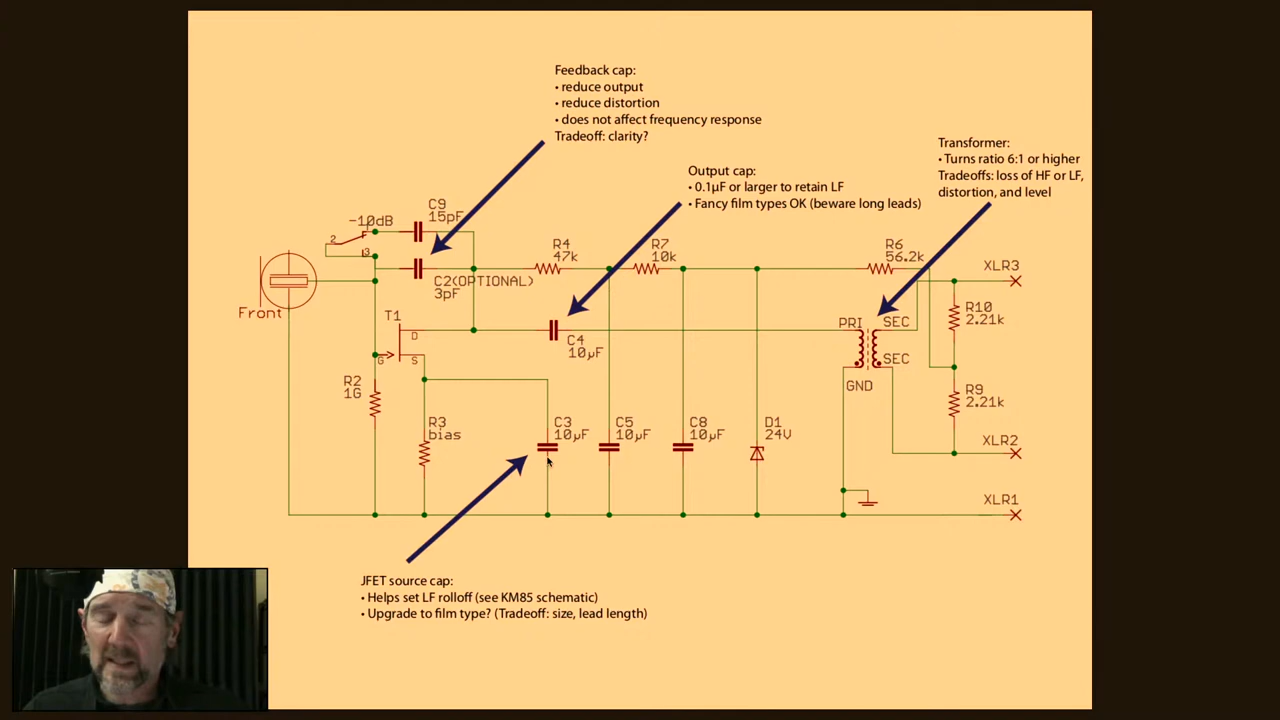 Feedback cap:
• reduce output
• reduce distortion
• does not affect frequency response
Tradeoff: clarity?
Transformer:
• Turns ratio 6:1 or higher
Tradeoffs: loss of HF or LF,
distortion, and level
Output cap:
• 0.1µF or larger to retain LF
• Fancy film types OK (beware long leads)
-10dB
2
3
C9
15pF
C2(OPTIONAL)
3pF
R4
47k
R7
10k
R6
56.2k
XLR3
Front
T1
D
G
S
C4
10µF
PRI
SEC
SEC
GND
R10
2.21k
R2
1G
R3
bias
C3
10µF
C5
10µF
C8
10µF
D1
24V
R9
2.21k
XLR2
XLR1
JFET source cap:
• Helps set LF rolloff (see KM85 schematic)
• Upgrade to film type? (Tradeoff: size, lead length)